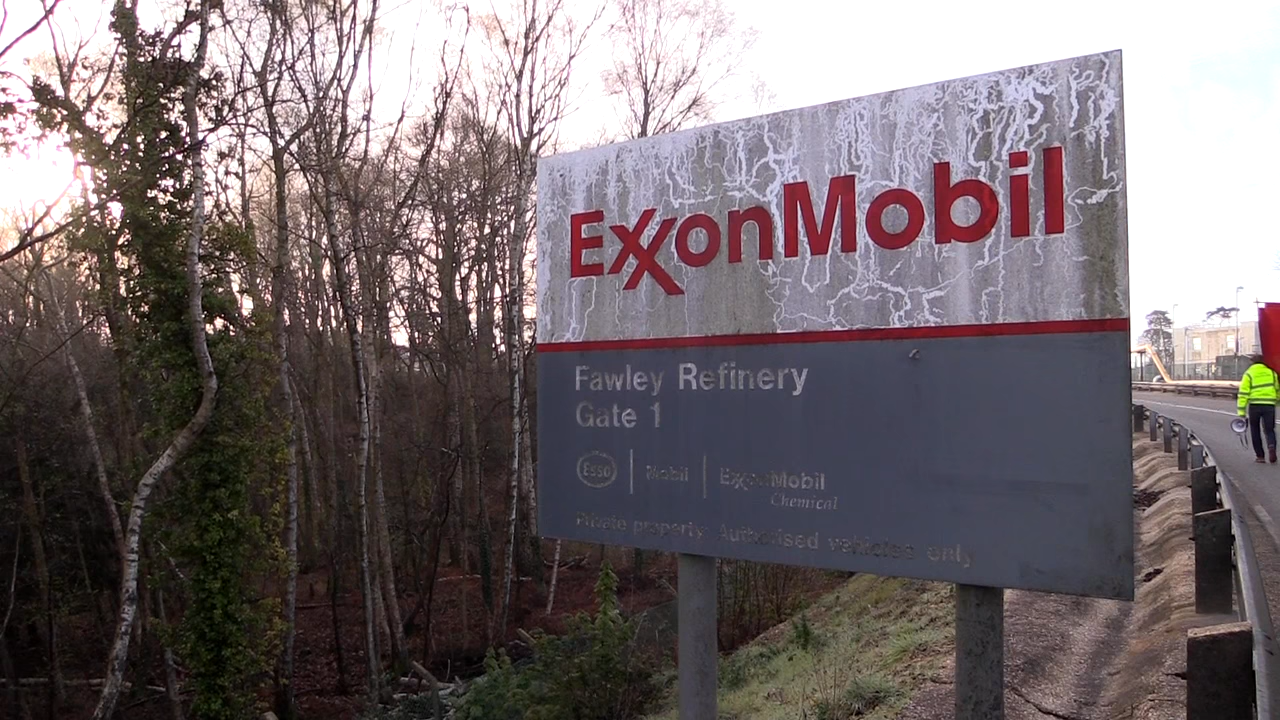 ExxonMobil
Fawley Refinery
Gate 1
Esso Mobil ExxonMobil
Chemical
Private property: Authorised vehicles only